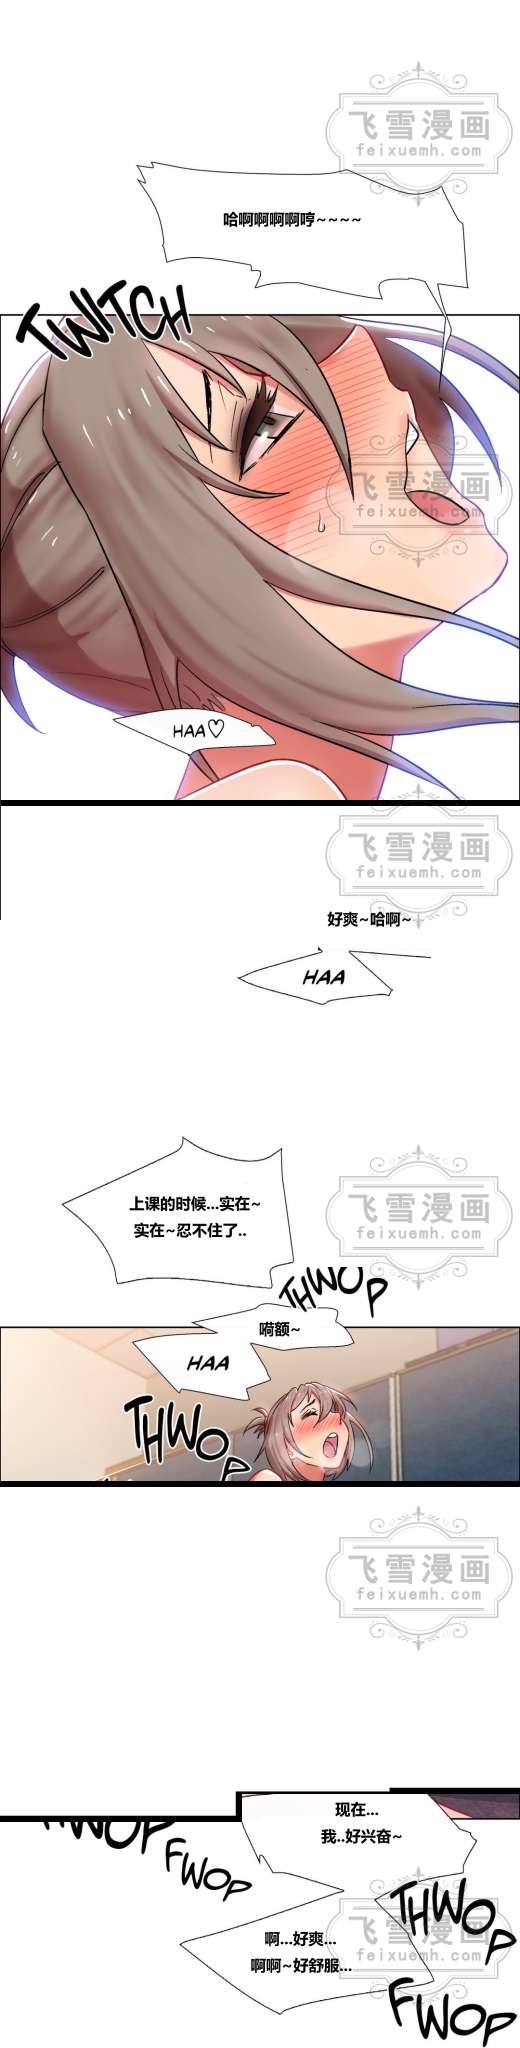 飞雪漫画
feixuemh.com
哈啊啊啊啊哼~~~~
TWITCH
飞雪漫画
feixuemh.com
HAA♡
飞雪漫画
feixuemh.com
好爽~哈啊~
HAA
飞雪漫画
feixuemh.com
上课的时候...实在~
实在~忍不住了..
THWOP
嗬额~
HAA
THWOP
飞雪漫画
feixuemh.com
现在...
我..好兴奋~
THWOP
FWOP
THWOP
飞雪漫画
feixuemh.com
啊...好爽...
啊啊~好舒服...
FWOP